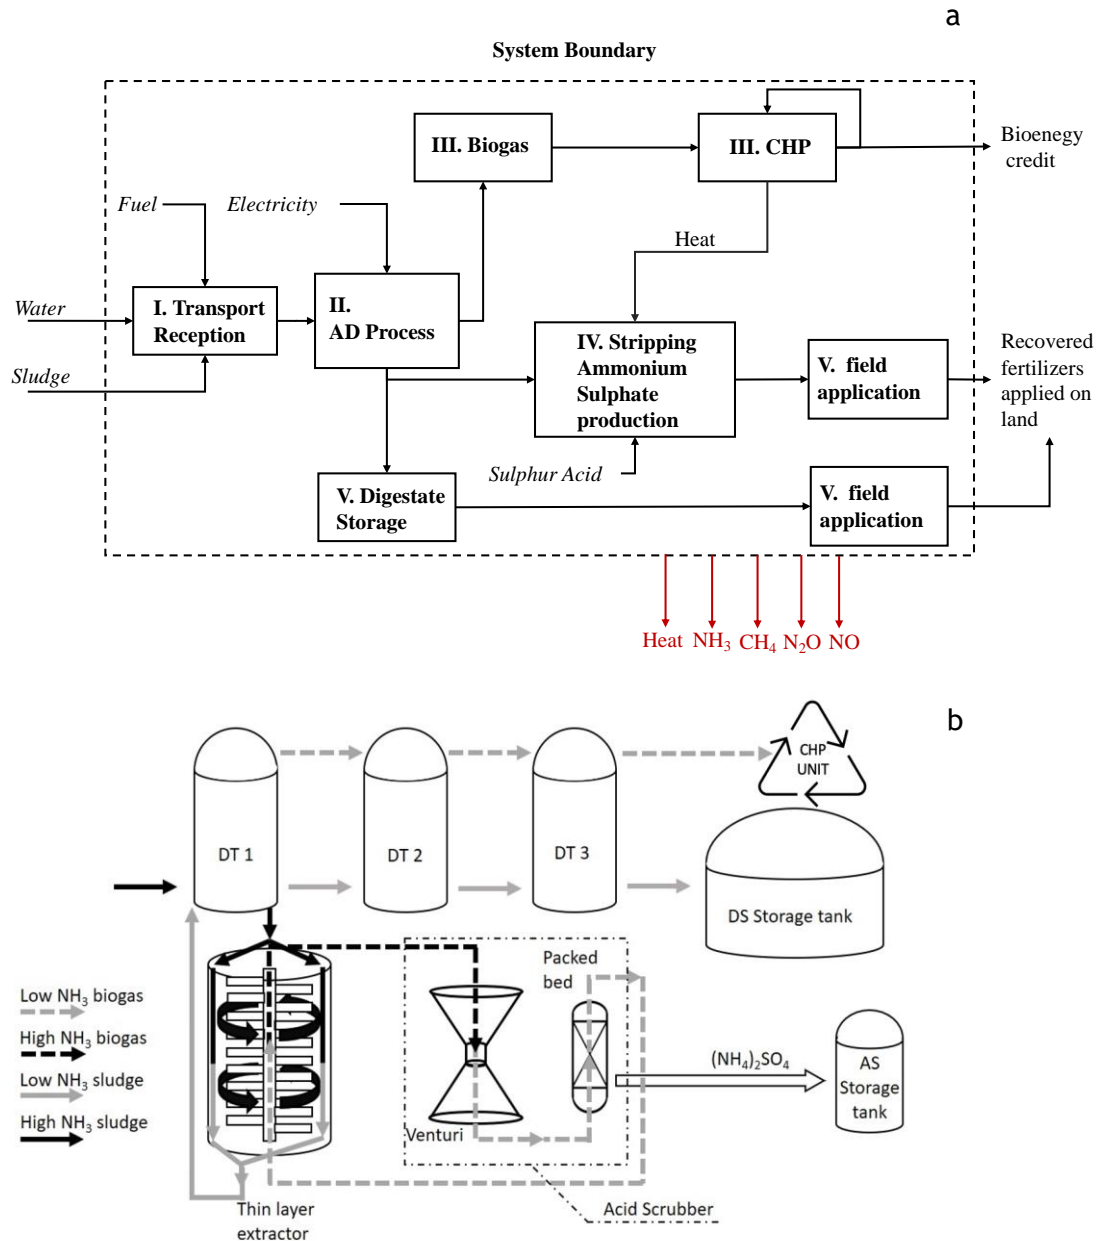 a
System Boundary
III. Biogas
III. CHP
Bioenegy
credit
Fuel
Electricity
Heat
Water
I. Transport
Reception
II.
AD Process
IV. Stripping
Ammonium
Sulphate
production
V. field
application
Recovered
fertilizers
applied on
land
Sludge
Sulphur Acid
V. Digestate
Storage
V. field
application
Heat NH₃ CH₄ N₂O NO
b
CHP
UNIT
DT 1
DT 2
DT 3
DS Storage tank
Packed
bed
Low NH₃ biogas
High NH₃ biogas
Low NH₃ sludge
High NH₃ sludge
(NH₄)₂SO₄
AS
Storage
tank
Venturi
Thin layer
extractor
Acid Scrubber